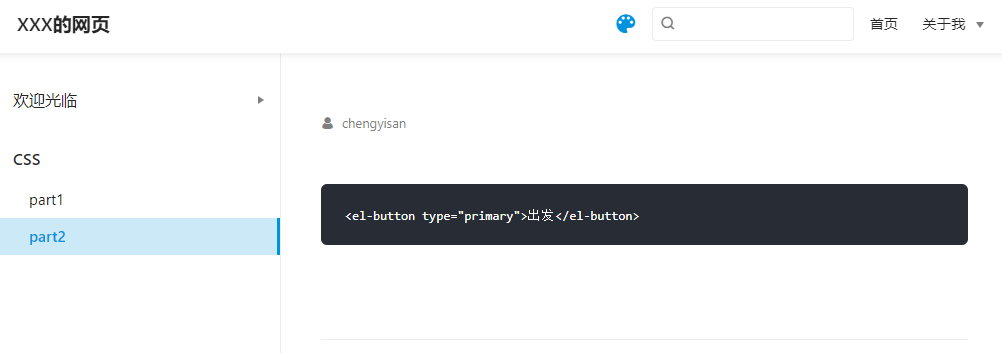 XXX的网页
首页
关于我
欢迎光临
CSS
part1
part2
chengyisan
<el-button type="primary">出发</el-button>